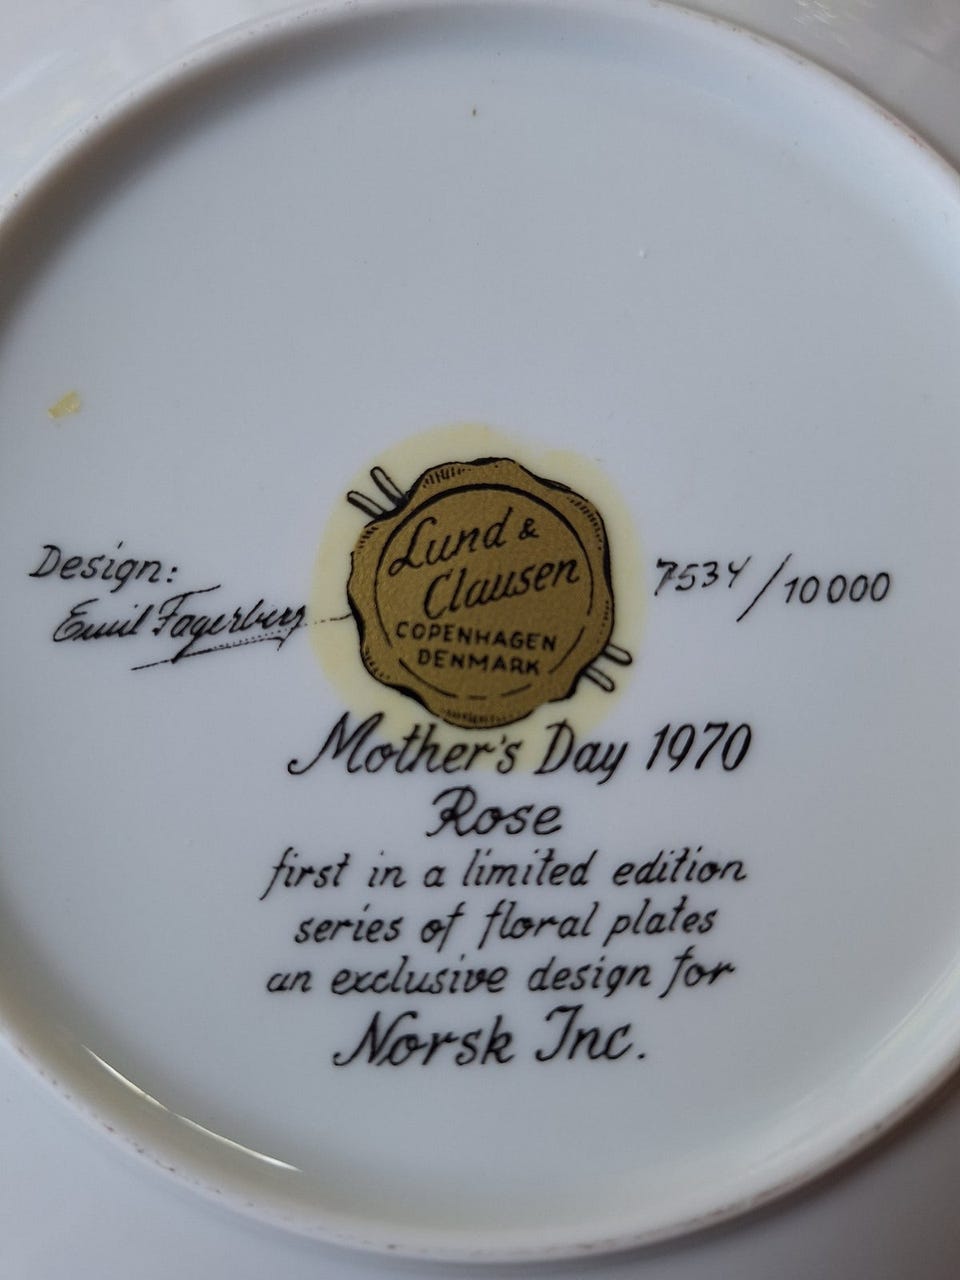 Lund &
Clausen
COPENHAGEN
DENMARK
Design:
Emil Fagerberg
7534/10000
Mother's Day 1970
Rose
first in a limited edition
series of floral plates
an exclusive design for
Norsk Inc.